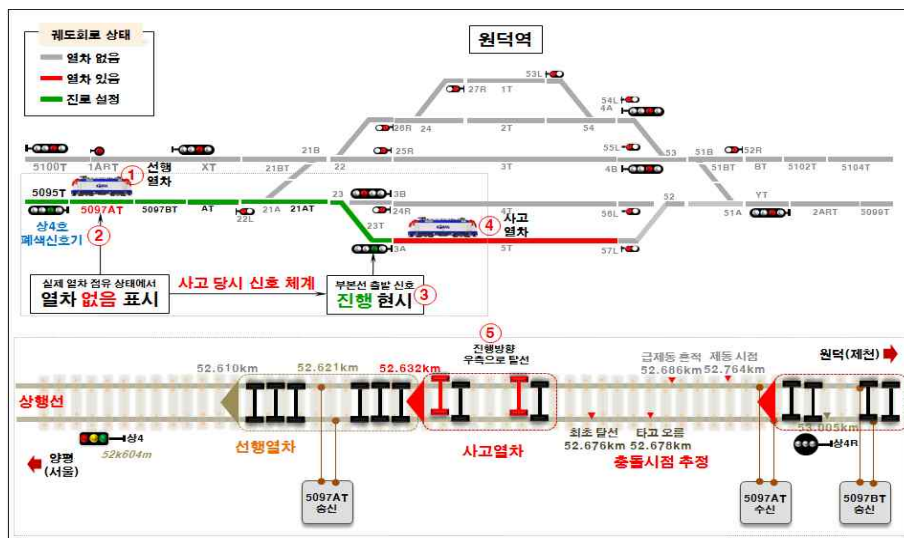 궤도회로 상태
열차 없음
열차 있음
진로 설정
원덕역
53L
27R
1T
54L
4A
26R
24
2T
54
21B
25R
55L
51B
52R
5100T
1ART
선행
열차
XT
21BT
22
3T
4B
53
51BT
BT
5102T
5104T
①
5095T
5097AT
5097BT
AT
22L
21A
21AT
23
3B
24R
4T
56L
52
51A
YT
2ART
5099T
상4호
폐색신호기
②
23T
④
사고
열차
3A
5T
57L
실제 열차 점유 상태에서
열차 없음 표시
사고 당시 신호 체계
부본선 출발 신호
진행 현시
③
⑤
진행방향
우측으로 탈선
원덕(제천)
52.610km
52.621km
52.632km
급제동 흔적
52.686km
제동 시점
52.764km
상행선
상4
52k604m
선행열차
사고열차
최초 탈선
52.676km
타고 오름
52.678km
충돌시점 추정
53.005km
상4R
양평
(서울)
5097AT
송신
5097AT
수신
5097BT
송신